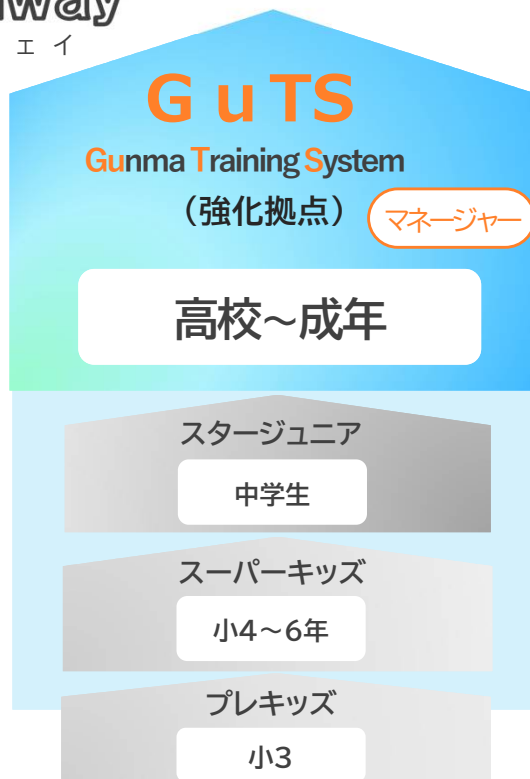 way
ェイ
GuTS
Gunma Training System
（強化拠点）
マネージャー
高校～成年
スタージュニア
中学生
スーパーキッズ
小4～6年
プレキッズ
小3